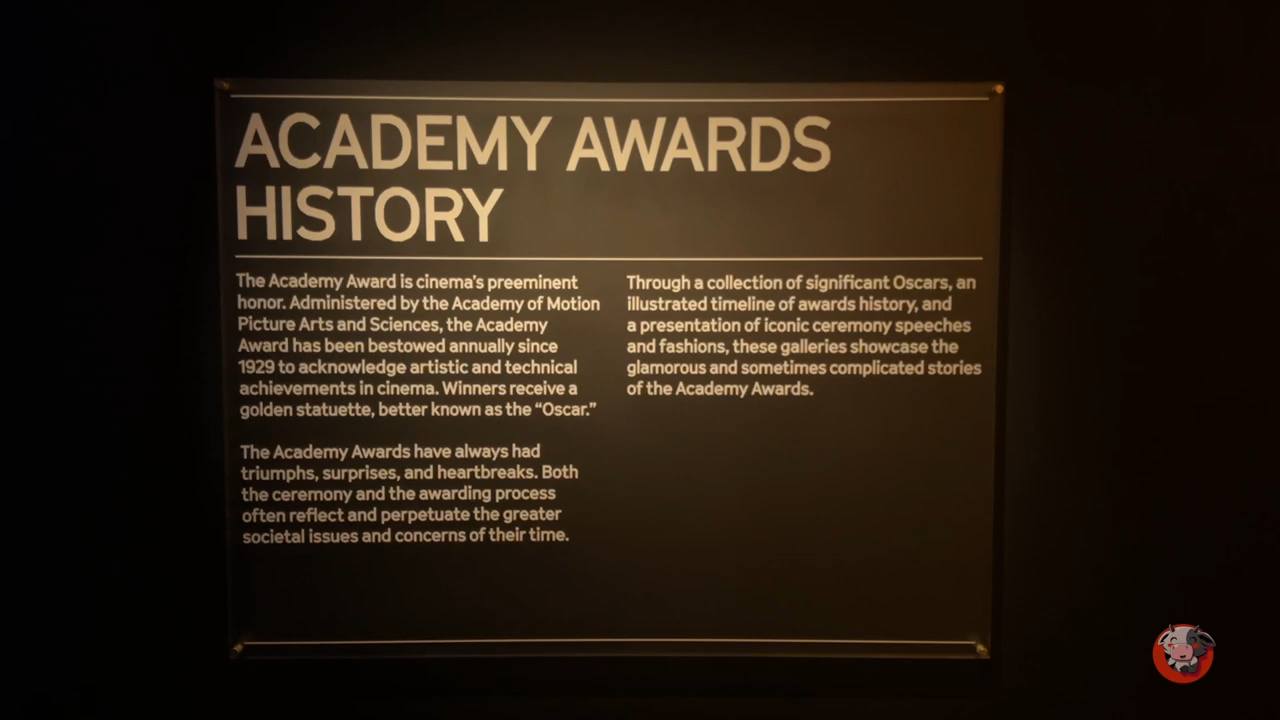 ACADEMY AWARDS
HISTORY
The Academy Award is cinema's preeminent
honor. Administered by the Academy of Motion
Picture Arts and Sciences, the Academy
Award has been bestowed annually since
1929 to acknowledge artistic and technical
achievements in cinema. Winners receive a
golden statuette, better known as the “Oscar.”
The Academy Awards have always had
triumphs, surprises, and heartbreaks. Both
the ceremony and the awarding process
often reflect and perpetuate the greater
societal issues and concerns of their time.
Through a collection of significant Oscars, an
illustrated timeline of awards history, and
a presentation of iconic ceremony speeches
and fashions, these galleries showcase the
glamorous and sometimes complicated stories
of the Academy Awards.